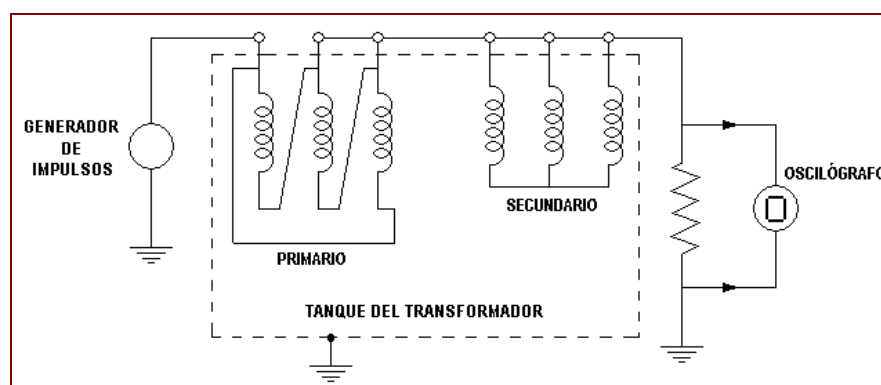 GENERADOR
DE
IMPULSOS
OSCILÓGRAFO
SECUNDARIO
PRIMARIO
TANQUE DEL TRANSFORMADOR